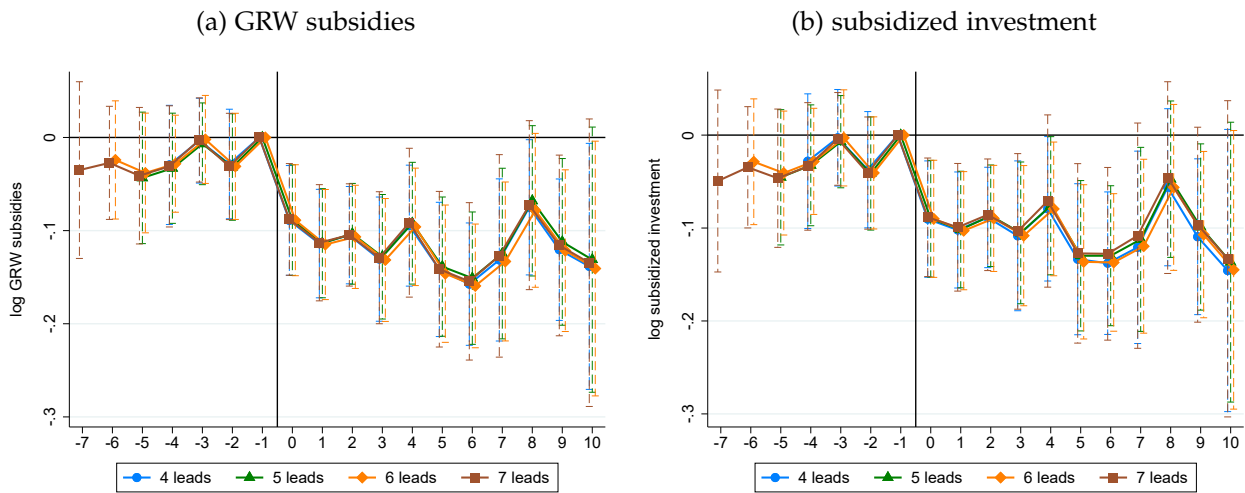 (a) GRW subsidies
(b) subsidized investment
log GRW subsidies
0
-.1
-.2
-.3
-7 -6 -5 -4 -3 -2 -1 0 1 2 3 4 5 6 7 8 9 10
4 leads 5 leads 6 leads 7 leads
log subsidized investment
0
-.1
-.2
-.3
-7 -6 -5 -4 -3 -2 -1 0 1 2 3 4 5 6 7 8 9 10
4 leads 5 leads 6 leads 7 leads